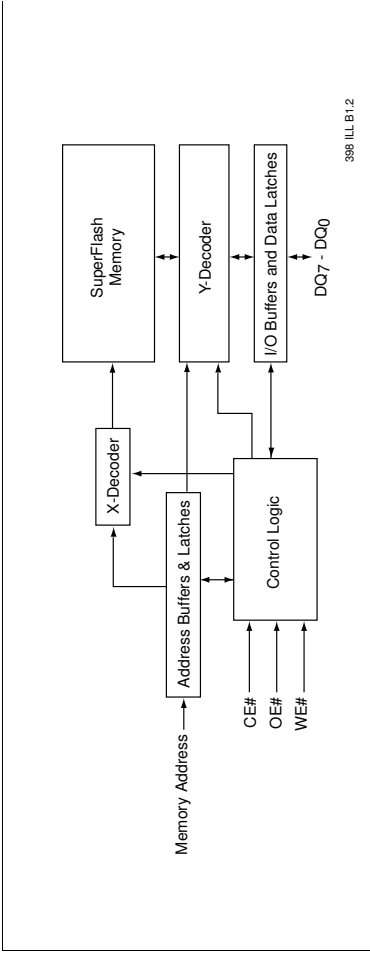 SuperFlash
Memory
X-Decoder
Memory Address
Address Buffers & Latches
Y-Decoder
CE#
OE#
WE#
Control Logic
I/O Buffers and Data Latches
DQ7 - DQ0
398 ILL B1.2